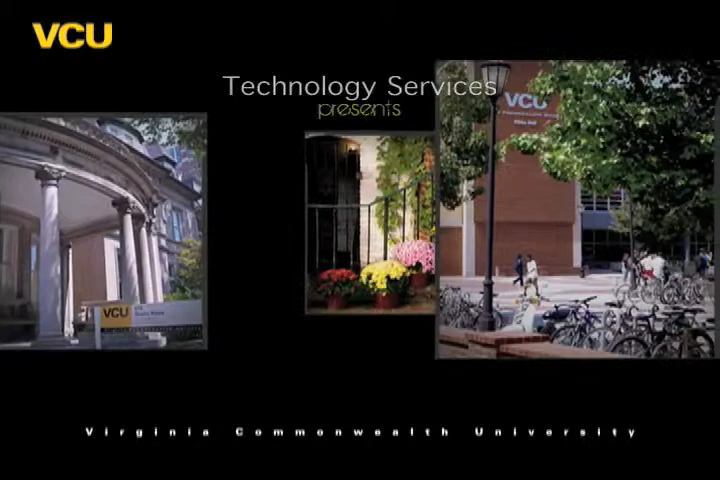 VCU
Technology Services
presents
VCU
VCU
Virginia Commonwealth University